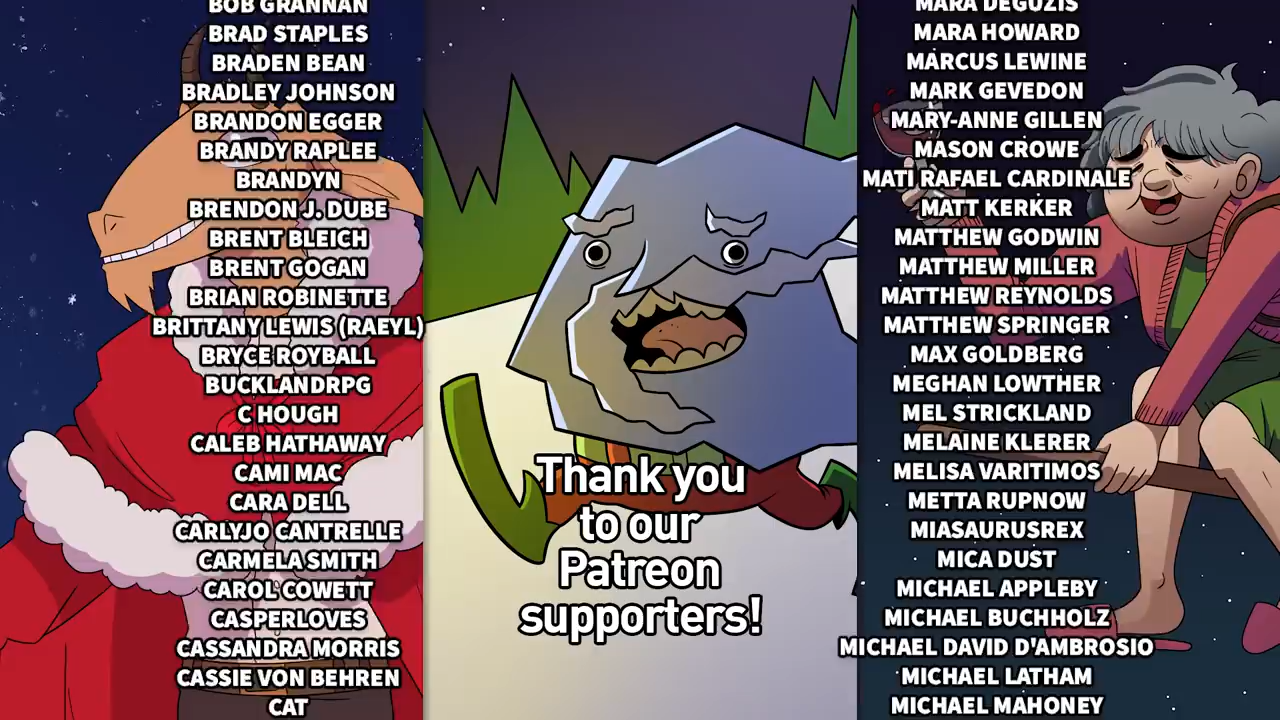 BOB GRANNAN
BRAD STAPLES
BRADEN BEAN
BRADLEY JOHNSON
BRANDON EGGER
BRANDY RAPLEE
BRANDYN
BRENDON J. DUBE
BRENT BLEICH
BRENT GOGAN
BRIAN ROBINETTE
BRITTANY LEWIS (RAEYL)
BRYCE ROYBALL
BUCKLANDRPG
C HOUGH
CALEB HATHAWAY
CAMI MAC
CARA DELL
CARLYJO CANTRELLE
CARMELA SMITH
CAROL COWETT
CASPERLOVES
CASSANDRA MORRIS
CASSIE VON BEHREN
CAT
Thank you
to our
Patreon
supporters!
MARA DEGUZIS
MARA HOWARD
MARCUS LEWINE
MARK GEVEDON
MARY-ANNE GILLEN
MASON CROWE
MATI RAFAEL CARDINALE
MATT KERKER
MATTHEW GODWIN
MATTHEW MILLER
MATTHEW REYNOLDS
MATTHEW SPRINGER
MAX GOLDBERG
MEGHAN LOWTHER
MEL STRICKLAND
MELAINE KLERER
MELISA VARITIMOS
METTA RUPNOW
MIASAURUSREX
MICA DUST
MICHAEL APPLEBY
MICHAEL BUCHHOLZ
MICHAEL DAVID D'AMBROSIO
MICHAEL LATHAM
MICHAEL MAHONEY